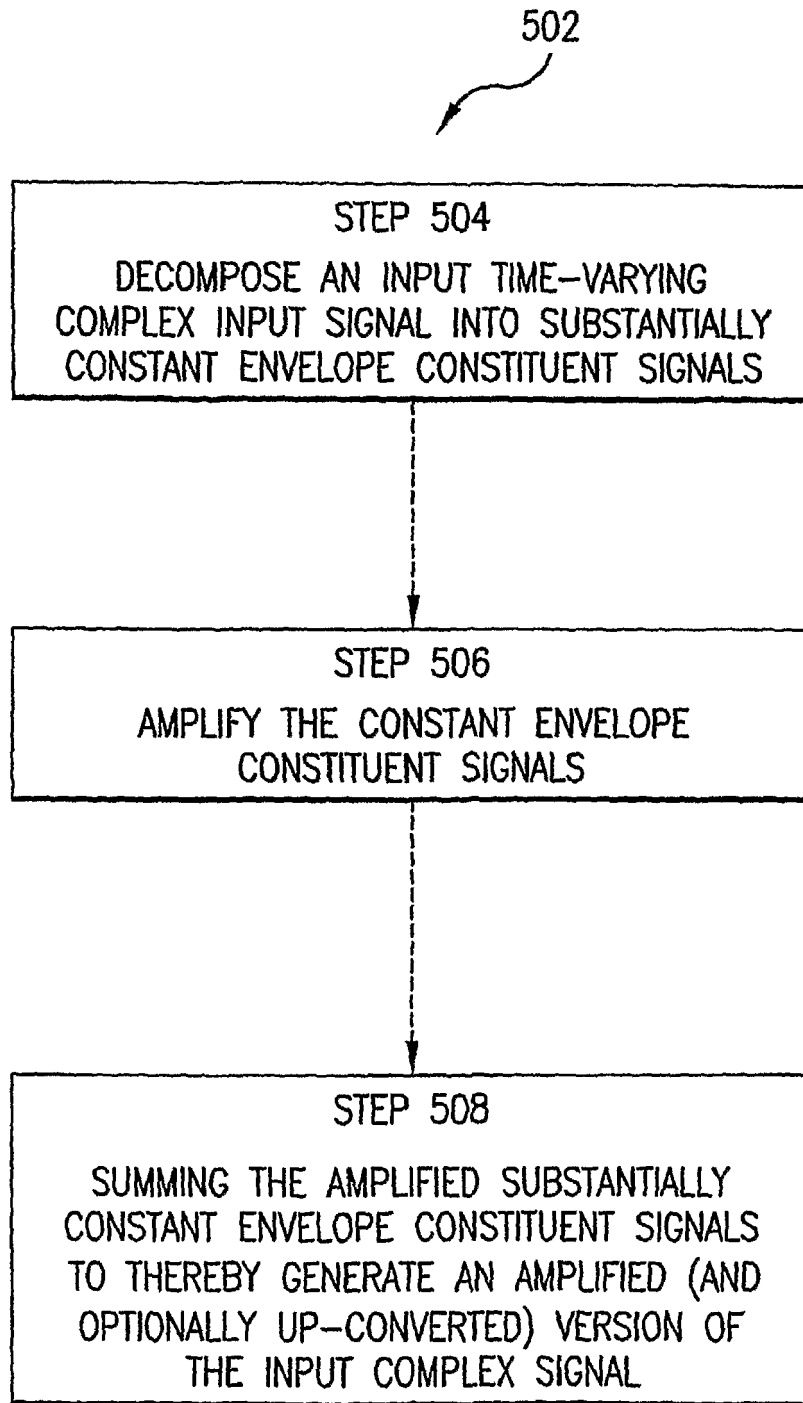 502
STEP 504
DECOMPOSE AN INPUT TIME-VARYING
COMPLEX INPUT SIGNAL INTO SUBSTANTIALLY
CONSTANT ENVELOPE CONSTITUENT SIGNALS
STEP 506
AMPLIFY THE CONSTANT ENVELOPE
CONSTITUENT SIGNALS
STEP 508
SUMMING THE AMPLIFIED SUBSTANTIALLY
CONSTANT ENVELOPE CONSTITUENT SIGNALS
TO THEREBY GENERATE AN AMPLIFIED (AND
OPTIONALLY UP-CONVERTED) VERSION OF
THE INPUT COMPLEX SIGNAL